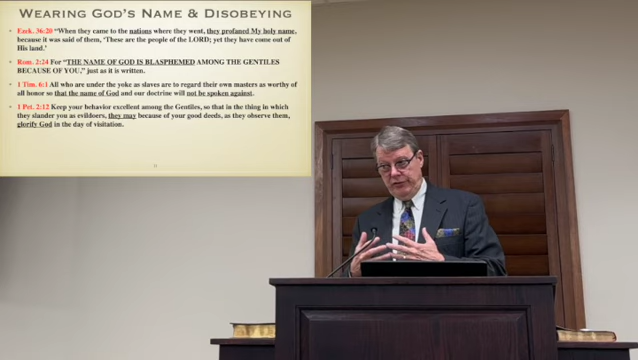 WEARING GOD'S NAME & DISOBEYING
• Ezek. 36:20 "When they came to the nations where they went, they profaned My holy name,
because it was said of them, 'These are the people of the LORD; yet they have come out of
His land.'
• Rom. 2:24 For "THE NAME OF GOD IS BLASPHEMED AMONG THE GENTILES
BECAUSE OF YOU," just as it is written.
• 1 Tim. 6:1 All who are under the yoke as slaves are to regard their own masters as worthy of
all honor so that the name of God and our doctrine will not be spoken against.
• 1 Pet. 2:12 Keep your behavior excellent among the Gentiles, so that in the thing in which
they slander you as evildoers, they may because of your good deeds, as they observe them,
glorify God in the day of visitation.